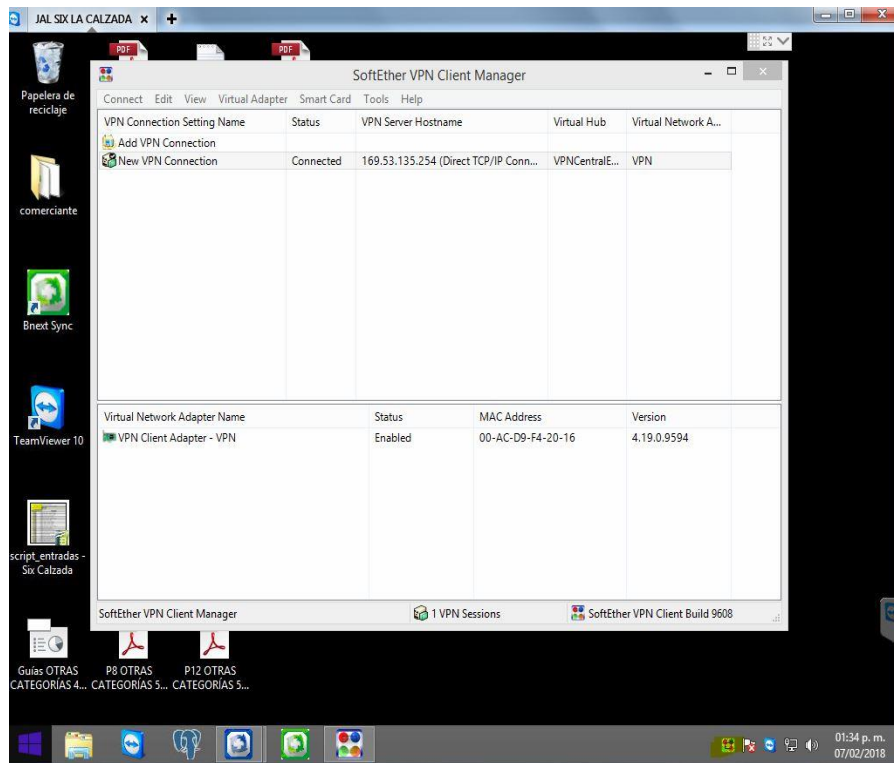 JAL SIX LA CALZADA x +
PDF
PDF
Papelera de
reciclaje
SoftEther VPN Client Manager
Connect Edit View Virtual Adapter Smart Card Tools Help
VPN Connection Setting Name Status VPN Server Hostname Virtual Hub Virtual Network A...
Add VPN Connection
New VPN Connection Connected 169.53.135.254 (Direct TCP/IP Conn... VPNCentralE... VPN
comerciante
Bnext Sync
Virtual Network Adapter Name Status MAC Address Version
VPN Client Adapter - VPN Enabled 00-AC-D9-F4-20-16 4.19.0.9594
TeamViewer 10
script_entradas -
Six Calzada
SoftEther VPN Client Manager 1 VPN Sessions SoftEther VPN Client Build 9608
Guías OTRAS
CATEGORÍAS 4...
P8 OTRAS
CATEGORÍAS 5...
P12 OTRAS
CATEGORÍAS 5...
01:34 p. m.
07/02/2018